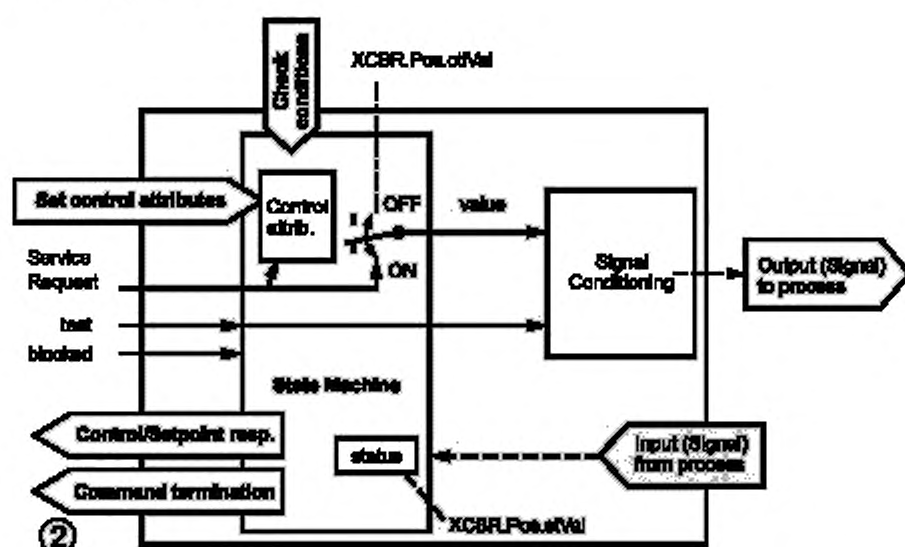 XCBR.Pos.ctlVal
Check
conditions
Set control attributes
Control
attrib.
OFF
value
ON
Service
Request
Signal
Conditioning
Output (Signal)
to process
test
blocked
State Machine
Control/Setpoint resp.
status
Input (Signal)
from process
Command termination
XCBR.Pos.stVal
2